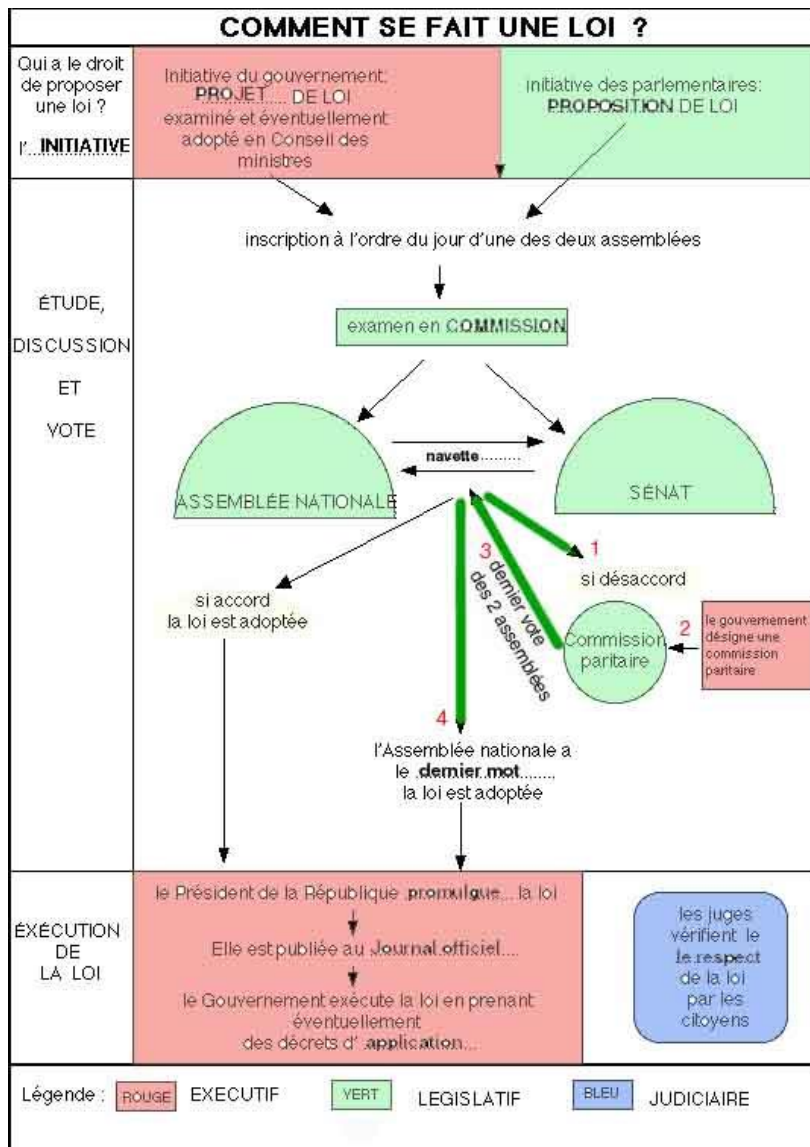 COMMENT SE FAIT UNE LOI ?
Qui a le droit
de proposer
une loi ?
l'....INITIATIVE
Initiative du gouvernement:
PROJET...... DE LOI
examiné et éventuellement
adopté en Conseil des
ministres
initiative des parlementaires:
PROPOSITION DE LOI
ÉTUDE,
DISCUSSION
ET
VOTE
inscription à l'ordre du jour d'une des deux assemblées
examen en COMMISSION
ASSEMBLÉE NATIONALE
navette.........
SÉNAT
1
si désaccord
3
dernier vote
des 2 assemblées
si accord
la loi est adoptée
Commission
paritaire
2
le gouvernement
désigne une
commission
paritaire
4
l'Assemblée nationale a
le ..dernier mot........
la loi est adoptée
ÉXÉCUTION
DE
LA LOI
le Président de la République .promulgue.... la loi
Elle est publiée au .Journal officiel....
le Gouvernement exécute la loi en prenant
éventuellement
des décrets d' .application....
les juges
vérifient le
le respect
de la loi
par les
citoyens
Légende : ROUGE EXECUTIF VERT LEGISLATIF BLEU JUDICIAIRE